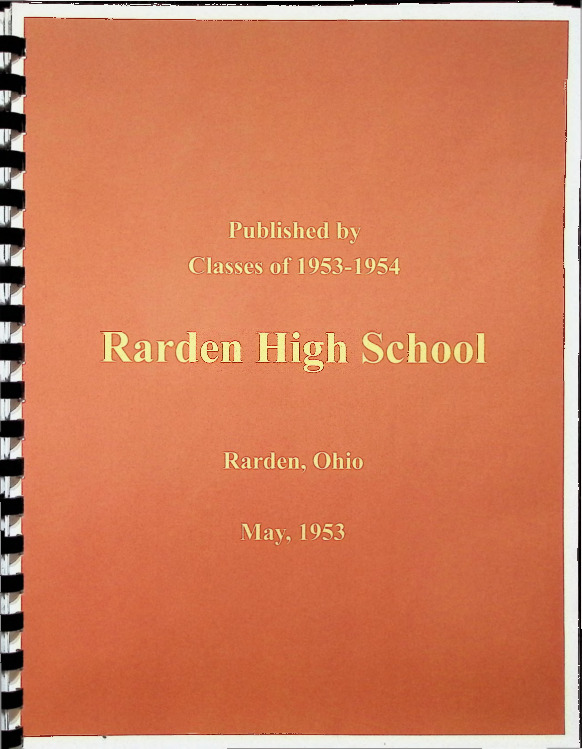 Published by
Classes of 1953-1954
Rarden High School
Rarden, Ohio
May, 1953